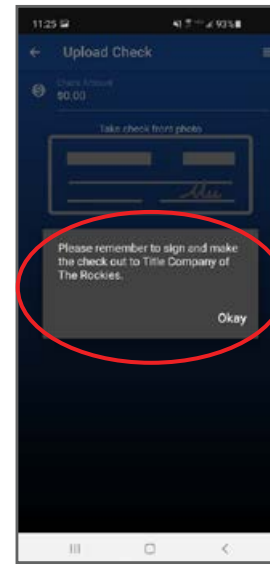 11:25
93%
Upload Check
Check Amount
$0.00
Take check front photo
Please remember to sign and make
the check out to Title Company of
The Rockies.
Okay